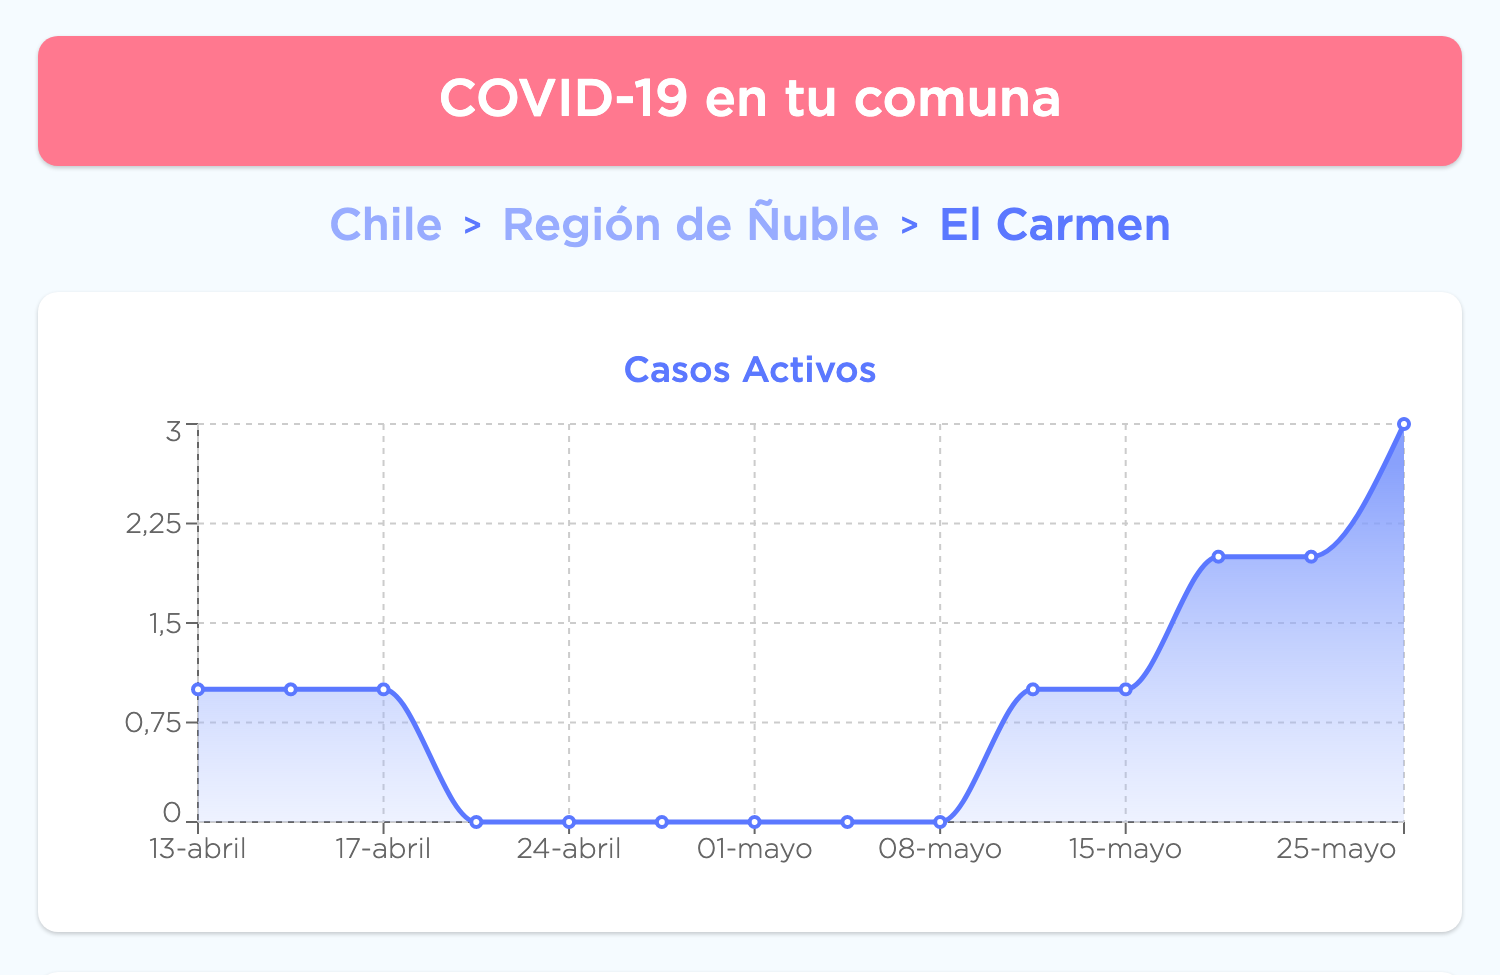 COVID-19 en tu comuna
Chile > Región de Ñuble > El Carmen
Casos Activos
3
2,25
1,5
0,75
0
13-abril 17-abril 24-abril 01-mayo 08-mayo 15-mayo 25-mayo